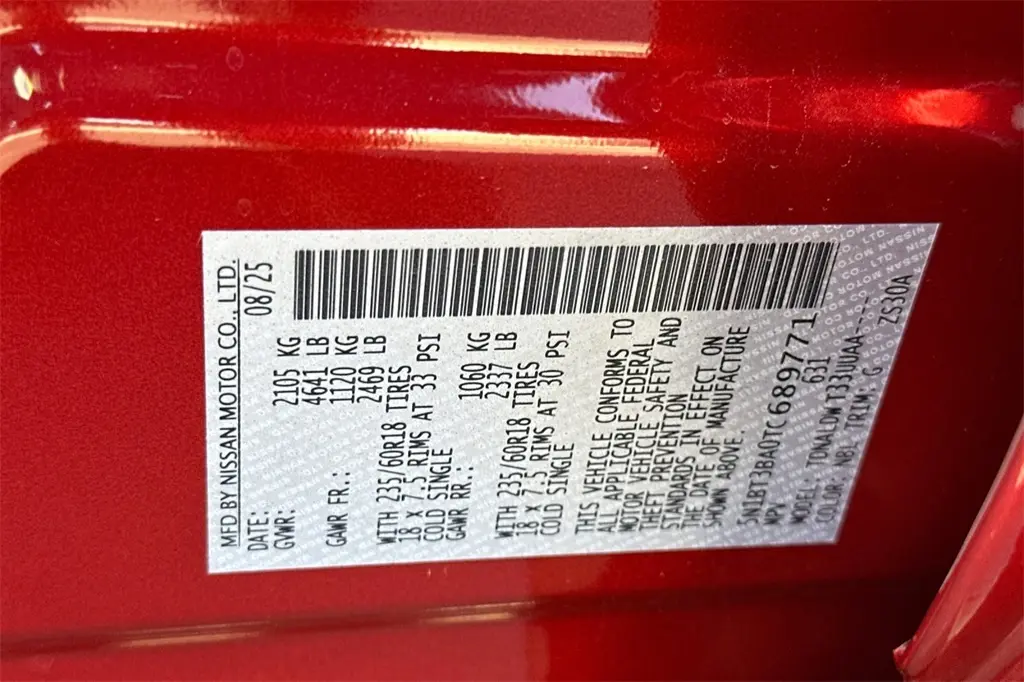 MFD BY NISSAN MOTOR CO., LTD.
DATE: 08/25
GVWR: 2105 KG
4641 LB
GAWR FR.: 1120 KG
2469 LB
WITH 235/60R18 TIRES
18 X 7.5 RIMS AT 33 PSI
COLD SINGLE
GAWR RR.: 1060 KG
2337 LB
WITH 235/60R18 TIRES
18 X 7.5 RIMS AT 30 PSI
COLD SINGLE
THIS VEHICLE CONFORMS TO
ALL APPLICABLE FEDERAL
MOTOR VEHICLE SAFETY AND
THEFT PREVENTION
STANDARDS IN EFFECT ON
THE DATE OF MANUFACTURE
SHOWN ABOVE.
5N1BT3BA0TC689771
MPV 631
MODEL: TONALDW T33UUAA----
COLOR: NBL TRIM: G ZS30A